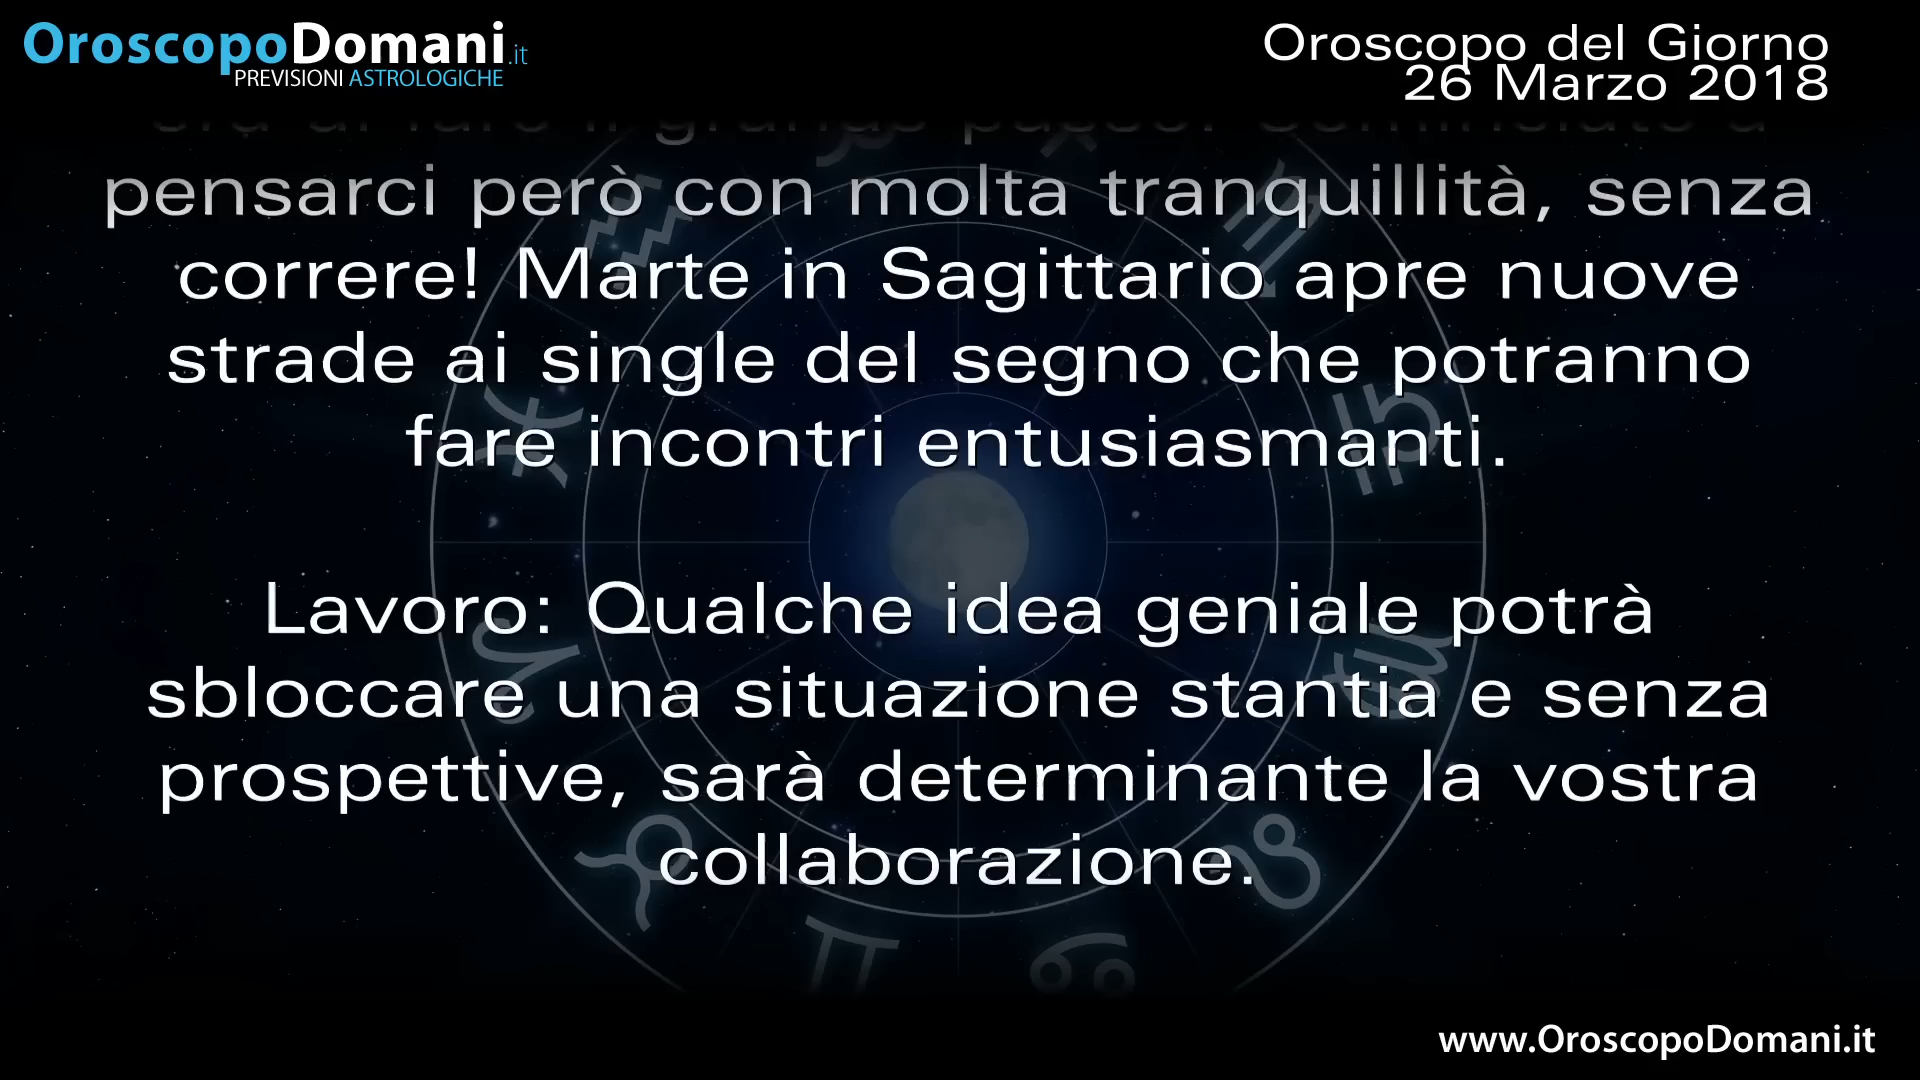 OroscopoDomani.it
PREVISIONI ASTROLOGICHE
Oroscopo del Giorno
26 Marzo 2018
pensarci però con molta tranquillità, senza
correre! Marte in Sagittario apre nuove
strade ai single del segno che potranno
fare incontri entusiasmanti.
Lavoro: Qualche idea geniale potrà
sbloccare una situazione stantia e senza
prospettive, sarà determinante la vostra
collaborazione.
www.OroscopoDomani.it